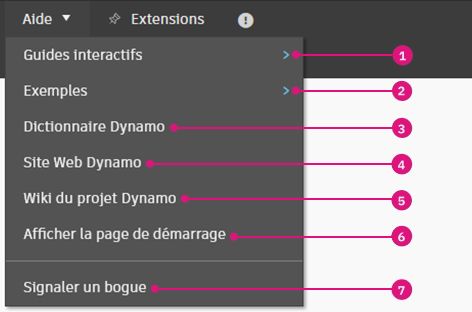 Aide Extensions !
Guides interactifs > 1
Exemples > 2
Dictionnaire Dynamo 3
Site Web Dynamo 4
Wiki du projet Dynamo 5
Afficher la page de démarrage 6
Signaler un bogue 7